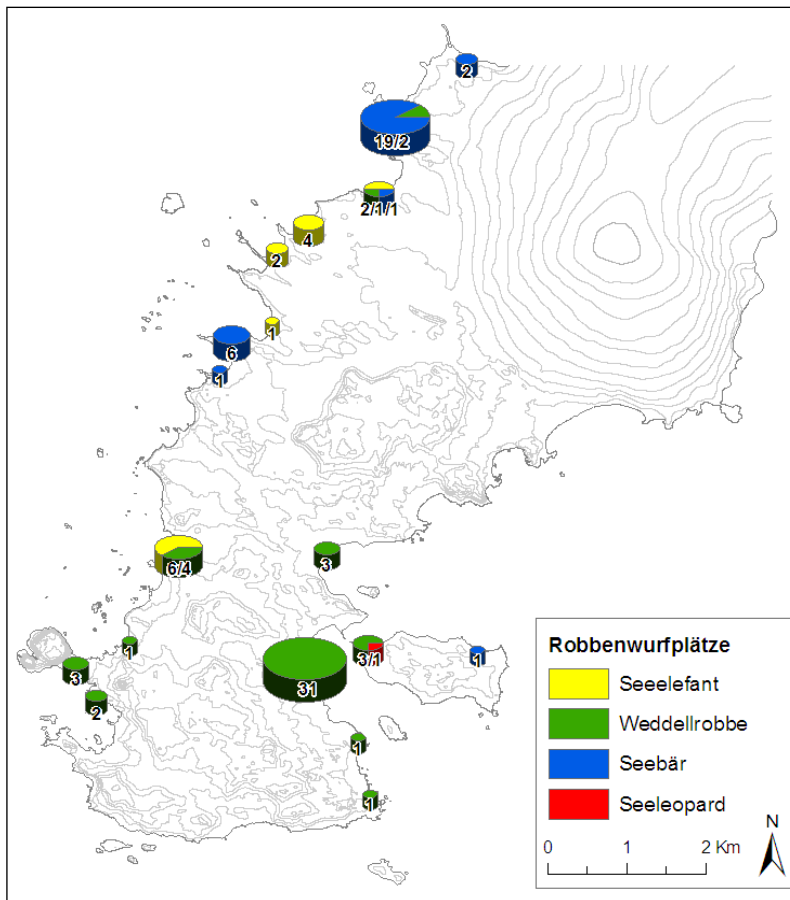 2
19/2
2/1/1
4
2
1
6
1
6/4
3
1
3
2
31
3/1
1
1
1
Robbenwurfplätze
Seeelefant
Weddellrobbe
Seebär
Seeleopard
N
0 1 2 Km